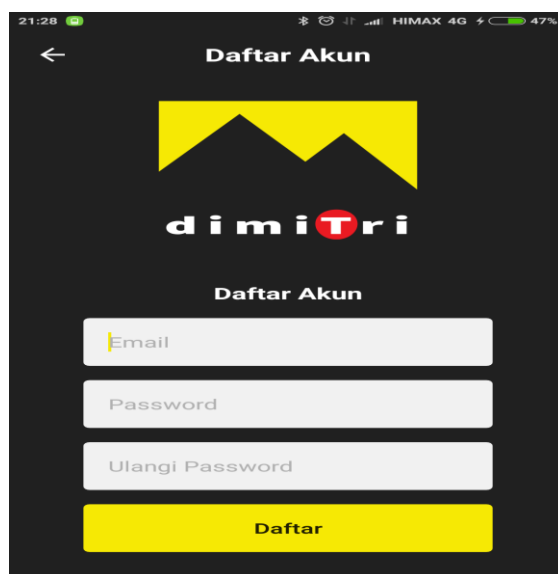 21:28 HIMAX 4G 47%
Daftar Akun
dimiTri
Daftar Akun
Email
Password
Ulangi Password
Daftar